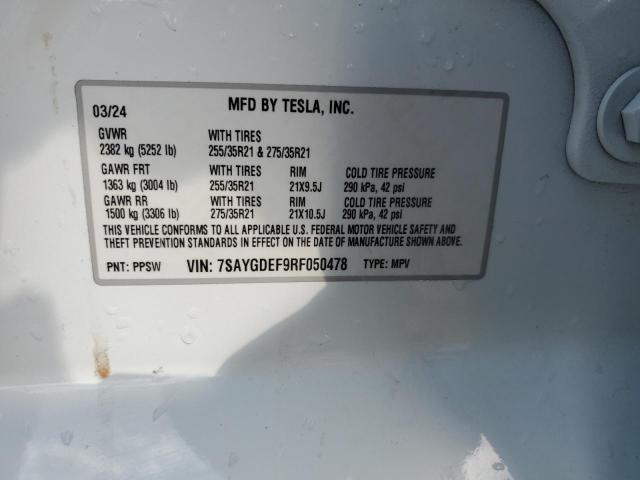 03/24 MFD BY TESLA, INC.
GVWR WITH TIRES
2382 kg (5252 lb) 255/35R21 & 275/35R21
GAWR FRT WITH TIRES RIM COLD TIRE PRESSURE
1363 kg (3004 lb) 255/35R21 21X9.5J 290 kPa, 42 psi
GAWR RR WITH TIRES RIM COLD TIRE PRESSURE
1500 kg (3306 lb) 275/35R21 21X10.5J 290 kPa, 42 psi
THIS VEHICLE CONFORMS TO ALL APPLICABLE U.S. FEDERAL MOTOR VEHICLE SAFETY AND
THEFT PREVENTION STANDARDS IN EFFECT ON THE DATE OF MANUFACTURE SHOWN ABOVE.
PNT: PPSW VIN: 7SAYGDEF9RF050478 TYPE: MPV